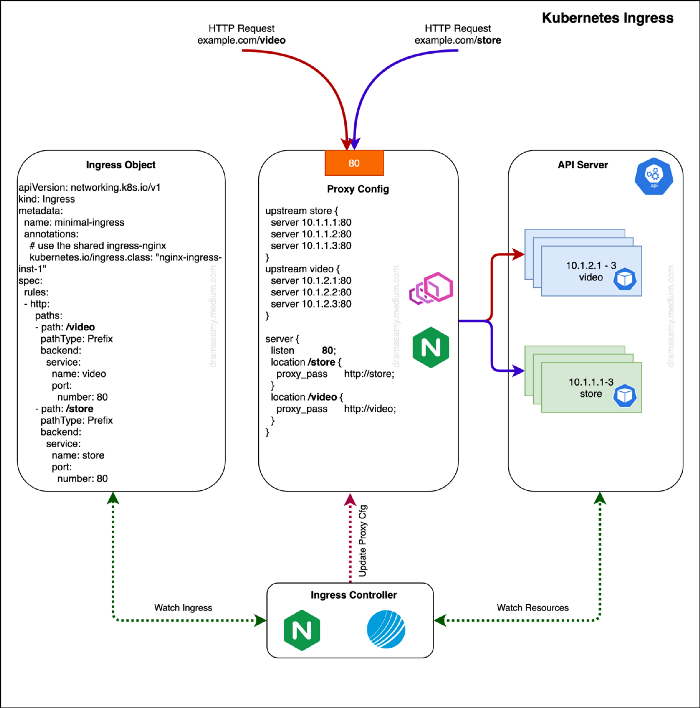 Kubernetes Ingress
HTTP Request
example.com/video
HTTP Request
example.com/store
Ingress Object
apiVersion: networking.k8s.io/v1
kind: Ingress
metadata:
name: minimal-ingress
annotations:
# use the shared ingress-nginx
kubernetes.io/ingress.class: "nginx-ingress-
inst-1"
spec:
rules:
- http:
paths:
- path: /video
pathType: Prefix
backend:
service:
name: video
port:
number: 80
- path: /store
pathType: Prefix
backend:
service:
name: store
port:
number: 80
dramasamy.medium.com
80
Proxy Config
upstream store {
server 10.1.1.1:80
server 10.1.1.2:80
server 10.1.1.3:80
}
upstream video {
server 10.1.2.1:80
server 10.1.2.2:80
server 10.1.2.3:80
}
server {
listen 80;
location /store {
proxy_pass http://store;
}
location /video {
proxy_pass http://video;
}
}
dramasamy.medium.com
N
API Server
api
10.1.2.1 - 3
video
10.1.1.1-3
store
dramasamy.medium.com
Update Proxy Cfg
Watch Ingress
Ingress Controller
N
Watch Resources